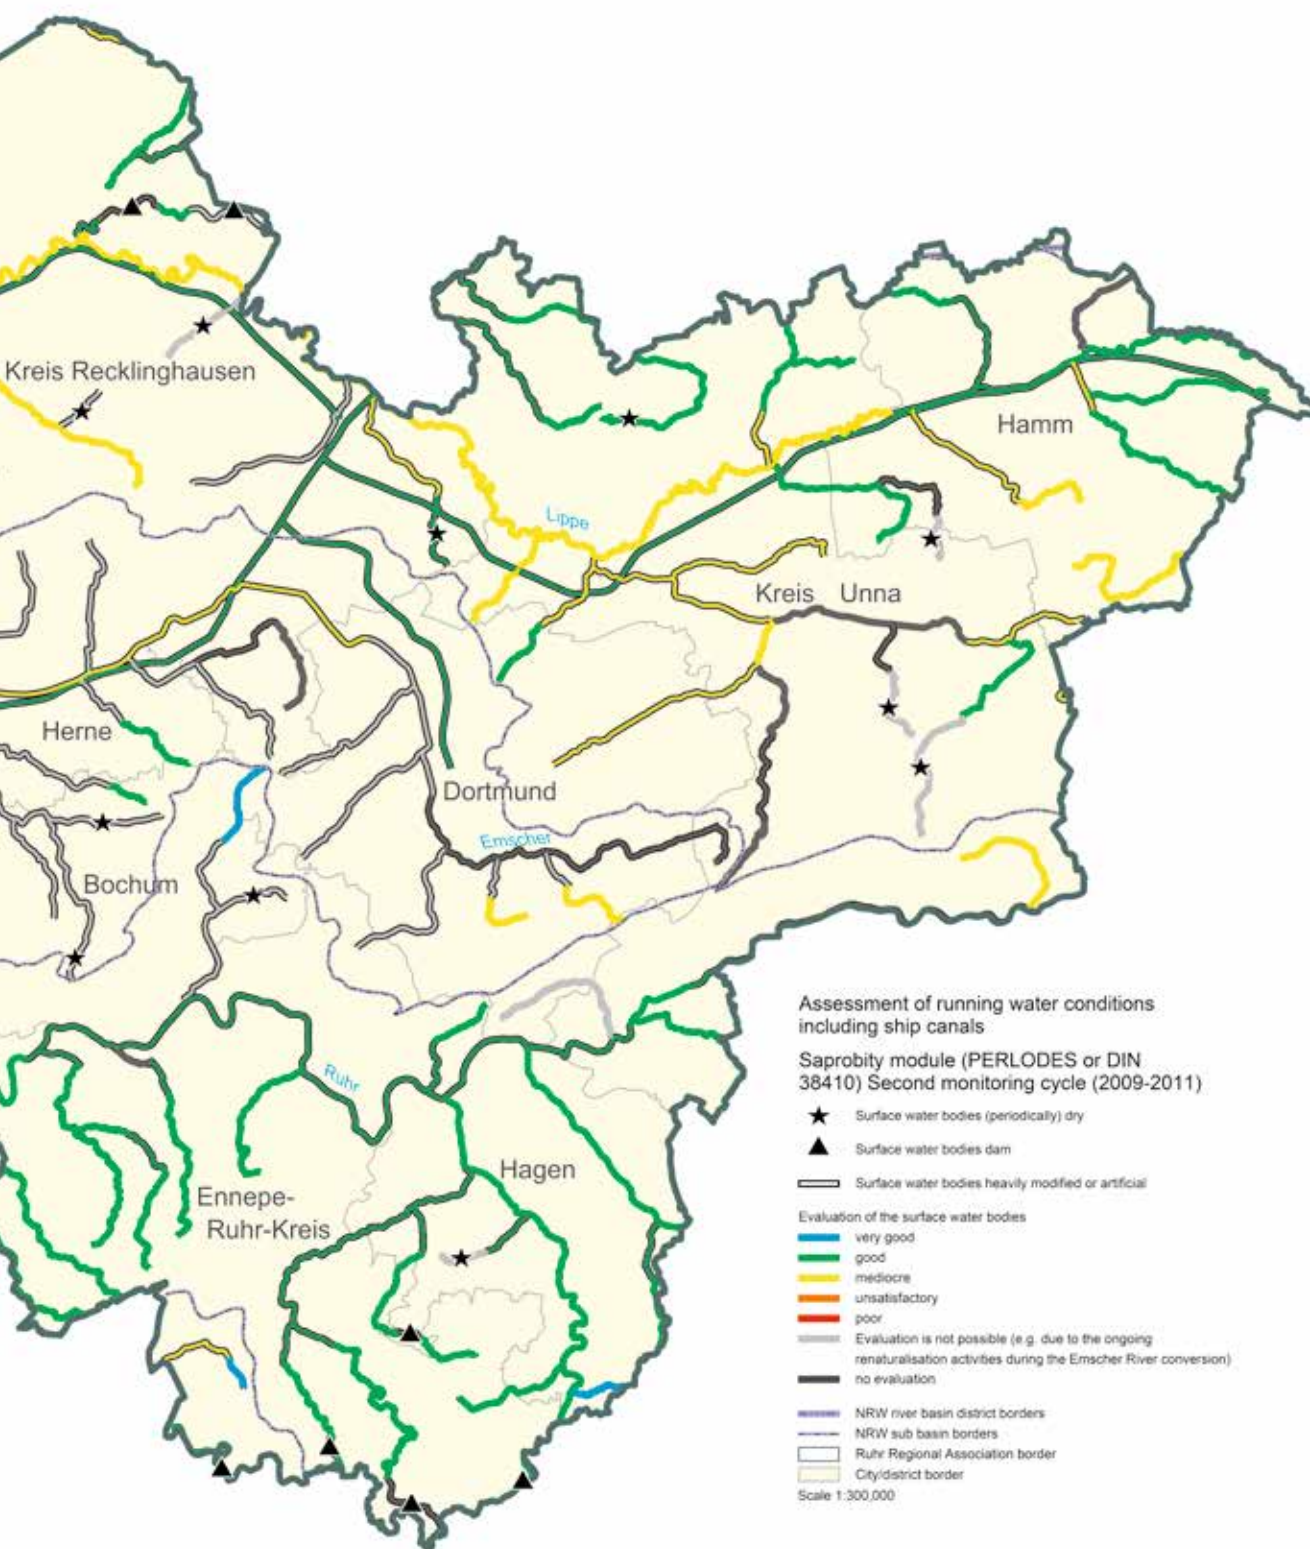 Kreis Recklinghausen
Hamm
Lippe
Kreis Unna
Herne
Dortmund
Emscher
Bochum
Ruhr
Hagen
Ennepe-
Ruhr-Kreis
Assessment of running water conditions
including ship canals
Saprobity module (PERLODES or DIN
38410) Second monitoring cycle (2009-2011)
Surface water bodies (periodically) dry
Surface water bodies dam
Surface water bodies heavily modified or artificial
Evaluation of the surface water bodies
very good
good
mediocre
unsatisfactory
poor
Evaluation is not possible (e.g. due to the ongoing
renaturalisation activities during the Emscher River conversion)
no evaluation
NRW river basin district borders
NRW sub basin borders
Ruhr Regional Association border
City/district border
Scale 1:300,000